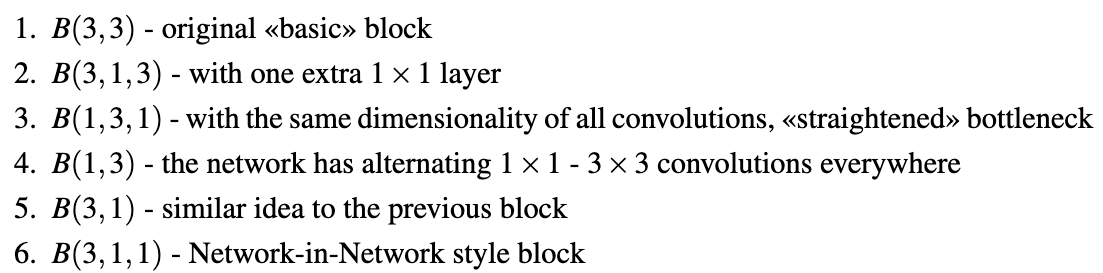 1. B(3,3) - original «basic» block
2. B(3,1,3) - with one extra 1 × 1 layer
3. B(1,3,1) - with the same dimensionality of all convolutions, «straightened» bottleneck
4. B(1,3) - the network has alternating 1 × 1 - 3 × 3 convolutions everywhere
5. B(3,1) - similar idea to the previous block
6. B(3,1,1) - Network-in-Network style block